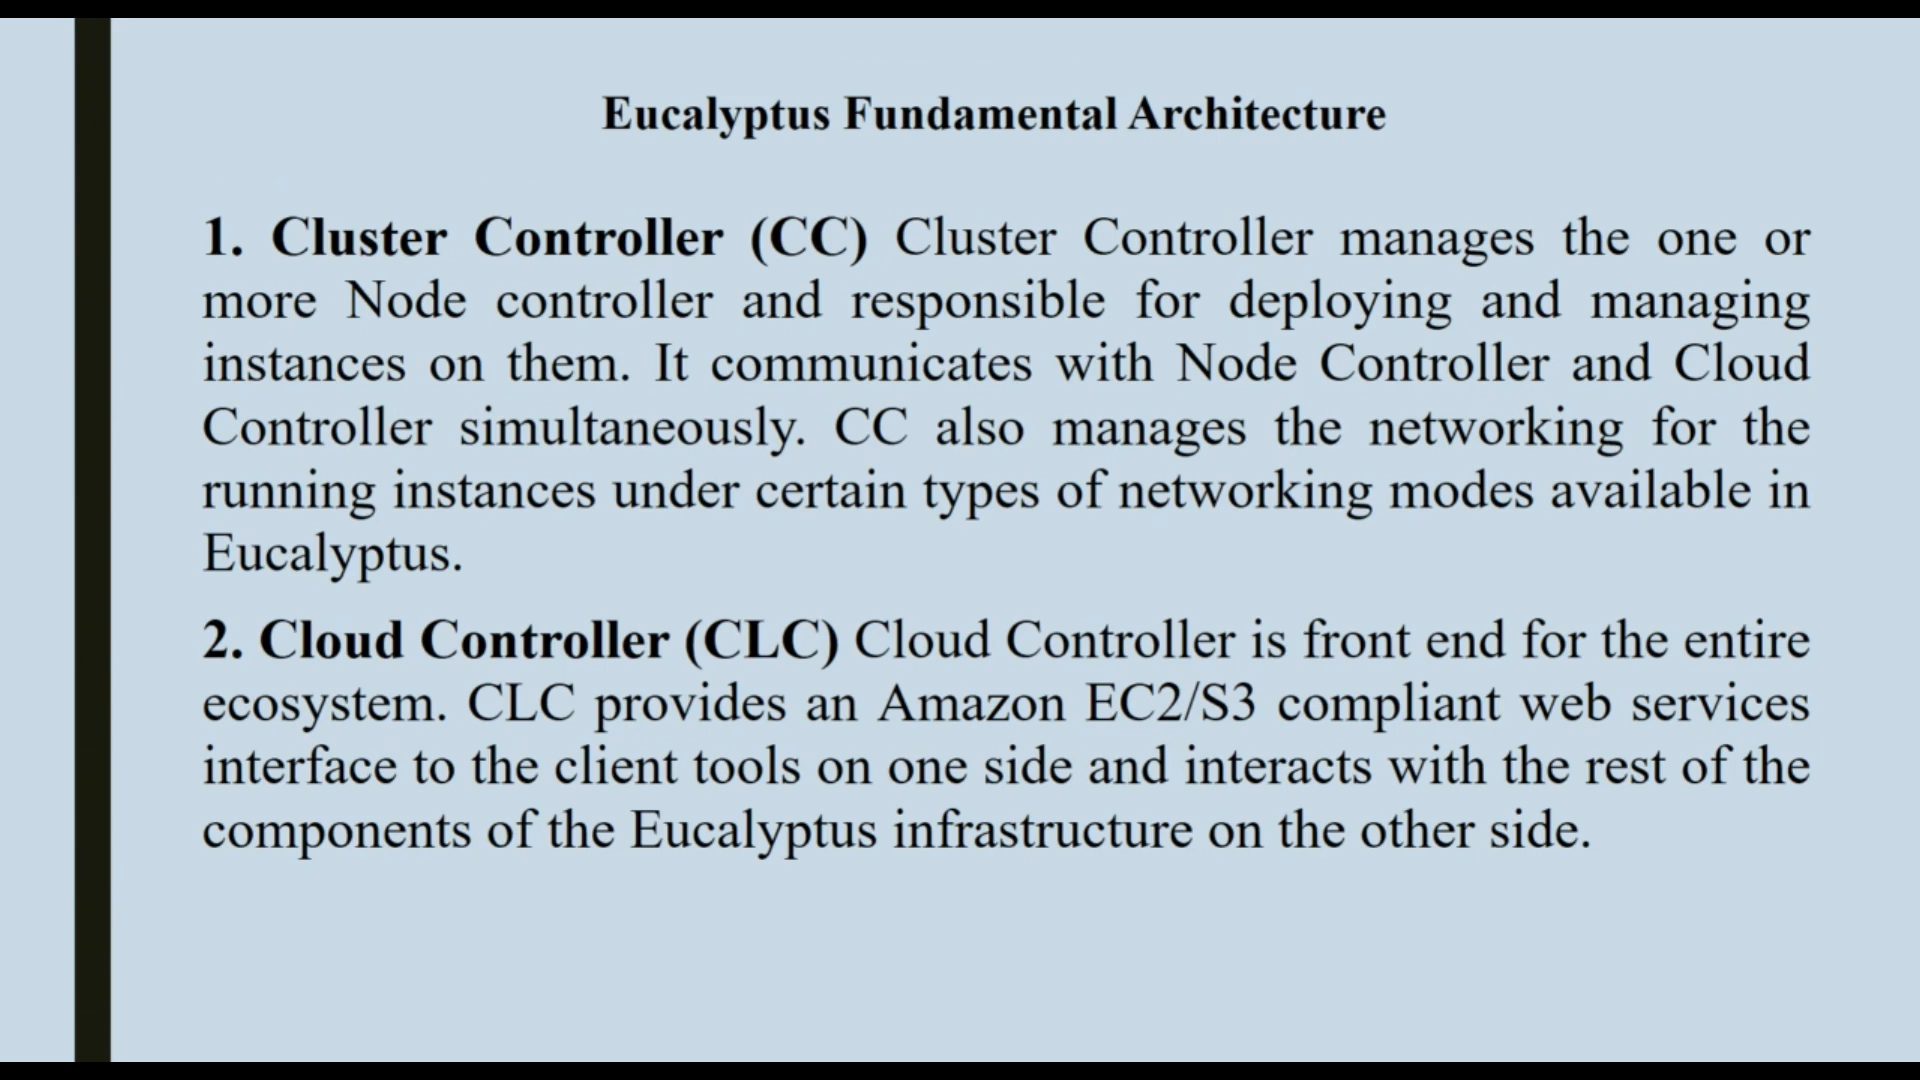 Eucalyptus Fundamental Architecture
1. Cluster Controller (CC) Cluster Controller manages the one or
more Node controller and responsible for deploying and managing
instances on them. It communicates with Node Controller and Cloud
Controller simultaneously. CC also manages the networking for the
running instances under certain types of networking modes available in
Eucalyptus.
2. Cloud Controller (CLC) Cloud Controller is front end for the entire
ecosystem. CLC provides an Amazon EC2/S3 compliant web services
interface to the client tools on one side and interacts with the rest of the
components of the Eucalyptus infrastructure on the other side.